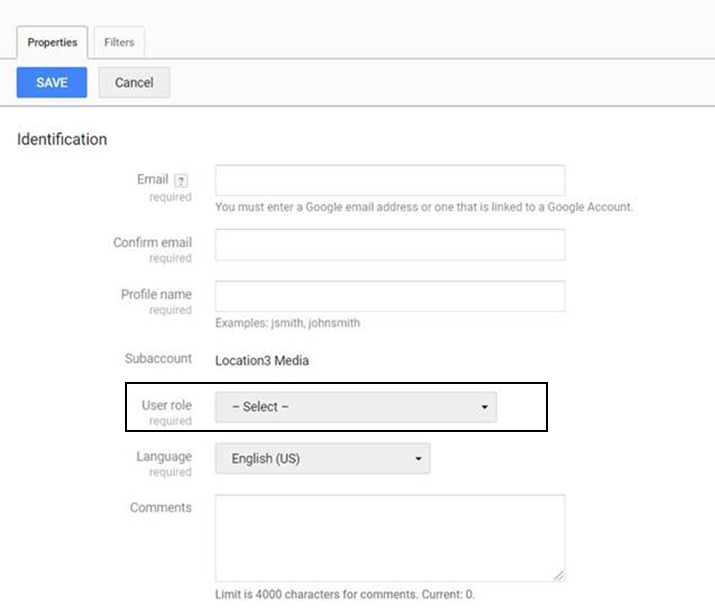 Properties Filters
SAVE Cancel
Identification
Email ?
required
You must enter a Google email address or one that is linked to a Google Account.
Confirm email
required
Profile name
required
Examples: jsmith, johnsmith
Subaccount Location3 Media
User role – Select –
required
Language English (US)
required
Comments
Limit is 4000 characters for comments. Current: 0.